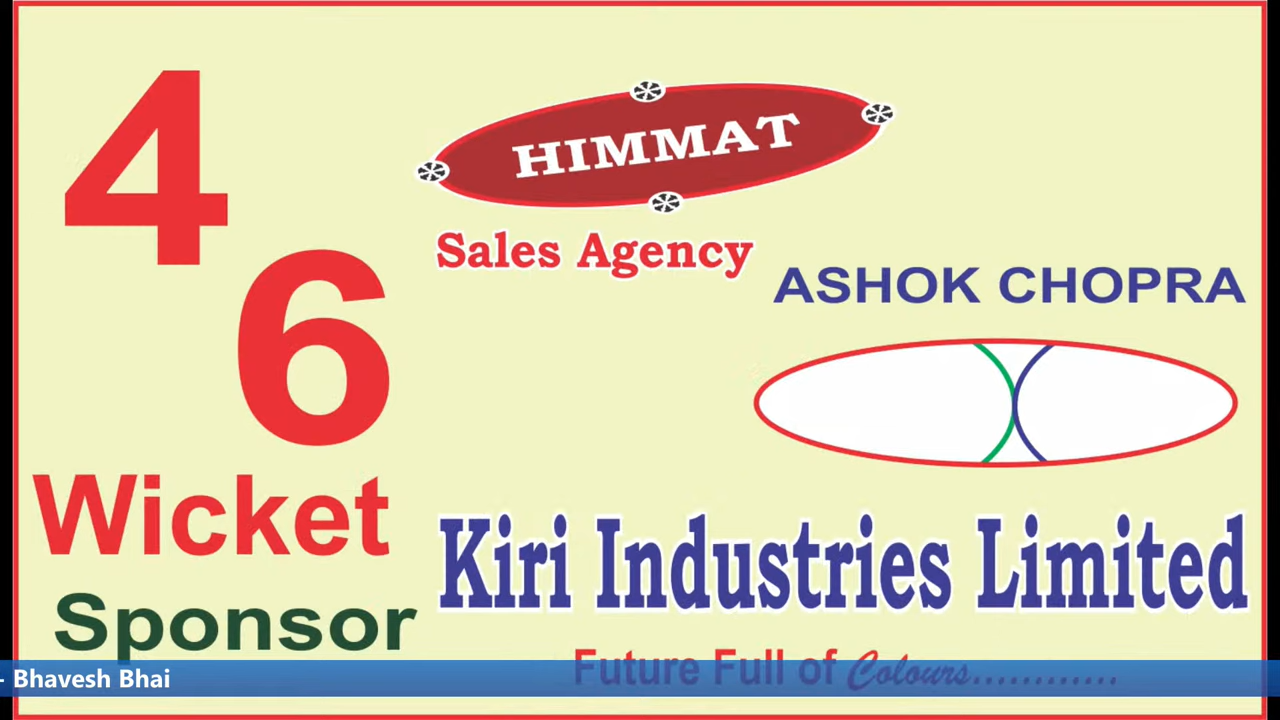 4
6
Wicket
Sponsor
HIMMAT
Sales Agency
ASHOK CHOPRA
Kiri Industries Limited
Future Full of Colours............
- Bhavesh Bhai